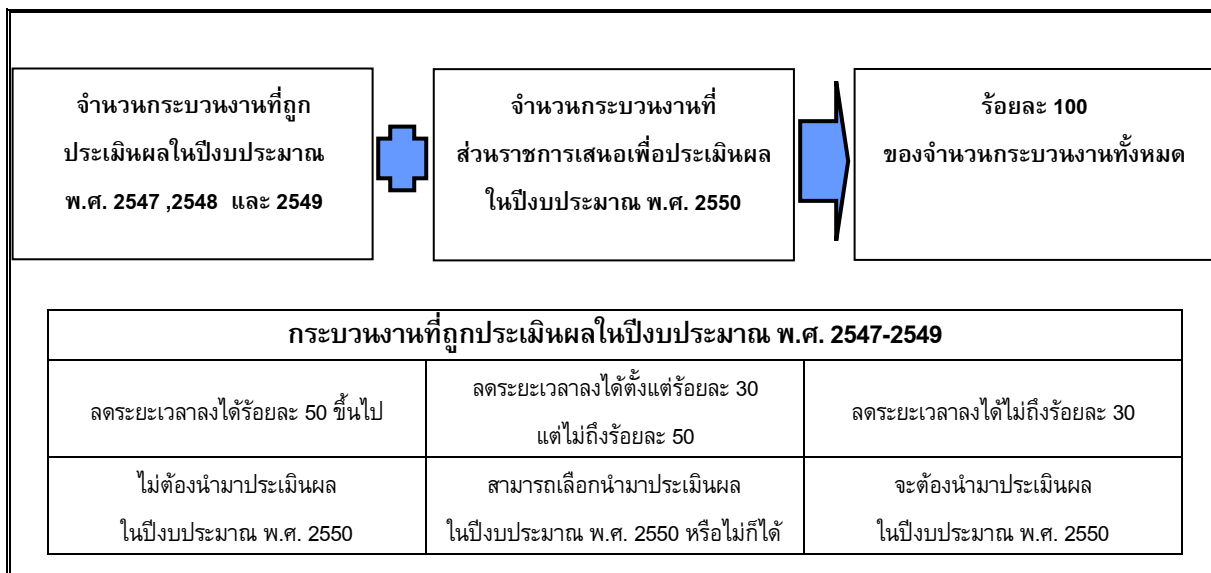 จำนวนกระบวนงานที่ถูก
ประเมินผลในปีงบประมาณ
พ.ศ. 2547 ,2548 และ 2549
จำนวนกระบวนงานที่
ส่วนราชการเสนอเพื่อประเมินผล
ในปีงบประมาณ พ.ศ. 2550
ร้อยละ 100
ของจำนวนกระบวนงานทั้งหมด
กระบวนงานที่ถูกประเมินผลในปีงบประมาณ พ.ศ. 2547-2549
ลดระยะเวลาลงได้ร้อยละ 50 ขึ้นไป
ลดระยะเวลาลงได้ตั้งแต่ร้อยละ 30
แต่ไม่ถึงร้อยละ 50
ลดระยะเวลาลงได้ไม่ถึงร้อยละ 30
ไม่ต้องนำมาประเมินผล
ในปีงบประมาณ พ.ศ. 2550
สามารถเลือกนำมาประเมินผล
ในปีงบประมาณ พ.ศ. 2550 หรือไม่ก็ได้
จะต้องนำมาประเมินผล
ในปีงบประมาณ พ.ศ. 2550